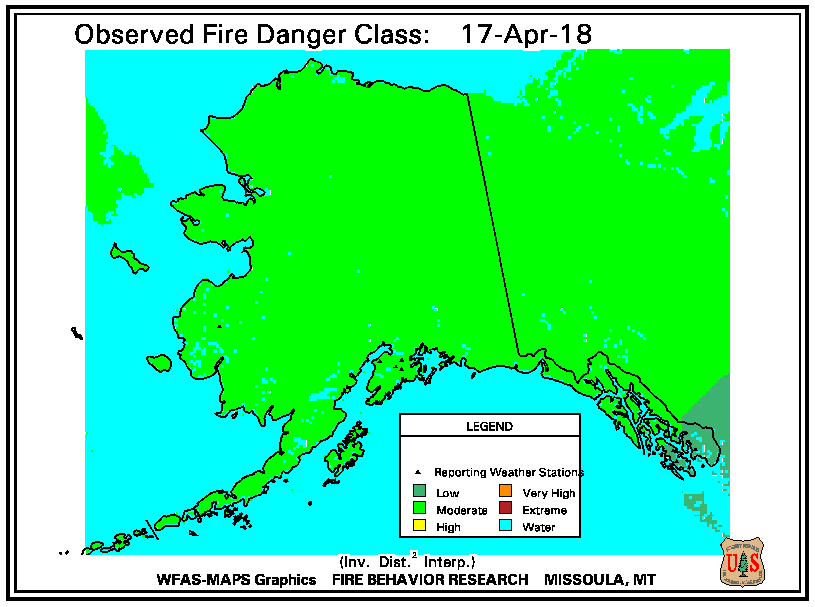 Observed Fire Danger Class: 17-Apr-18
LEGEND
Reporting Weather Stations
Low Very High
Moderate Extreme
High Water
(Inv. Dist.² Interp.)
WFAS-MAPS Graphics FIRE BEHAVIOR RESEARCH MISSOULA, MT
U S